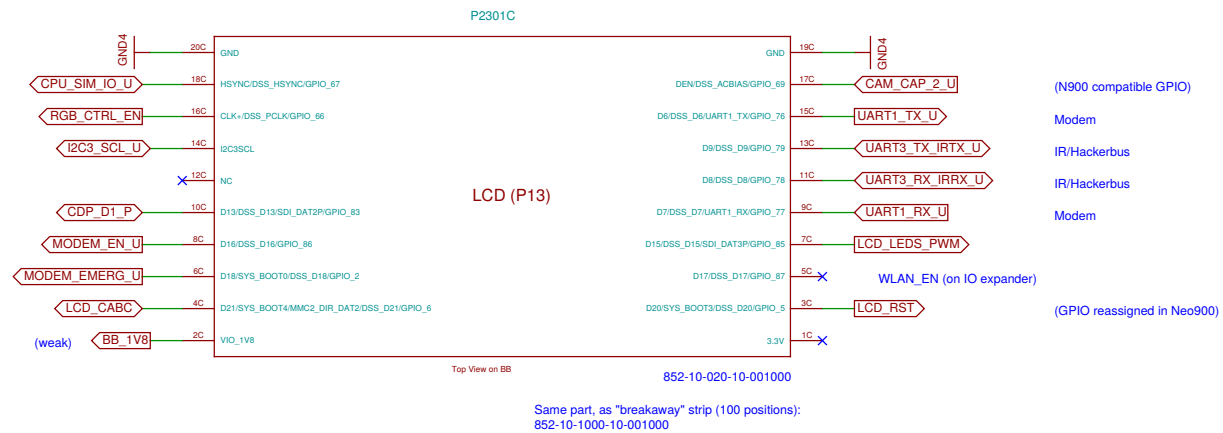 P2301C
GND4 20C GND GND 19C GND4
CPU_SIM_IO_U 18C HSYNC/DSS_HSYNC/GPIO_67 DEN/DSS_ACBIAS/GPIO_69 17C CAM_CAP_2_U (N900 compatible GPIO)
RGB_CTRL_EN 16C CLK+/DSS_PCLK/GPIO_66 D6/DSS_D6/UART1_TX/GPIO_76 15C UART1_TX_U Modem
I2C3_SCL_U 14C I2C3SCL D9/DSS_D9/GPIO_79 13C UART3_TX_IRTX_U IR/Hackerbus
12C NC D8/DSS_D8/GPIO_78 11C UART3_RX_IRRX_U IR/Hackerbus
LCD (P13)
CDP_D1_P 10C D13/DSS_D13/SDI_DAT2P/GPIO_83 D7/DSS_D7/UART1_RX/GPIO_77 9C UART1_RX_U Modem
MODEM_EN_U 8C D16/DSS_D16/GPIO_86 D15/DSS_D15/SDI_DAT3P/GPIO_85 7C LCD_LEDS_PWM
MODEM_EMERG_U 6C D18/SYS_BOOT0/DSS_D18/GPIO_2 D17/DSS_D17/GPIO_87 5C WLAN_EN (on IO expander)
LCD_CABC 4C D21/SYS_BOOT4/MMC2_DIR_DAT2/DSS_D21/GPIO_6 D20/SYS_BOOT3/DSS_D20/GPIO_5 3C LCD_RST (GPIO reassigned in Neo900)
(weak) BB_1V8 2C VIO_1V8 3.3V 1C
Top View on BB
852-10-020-10-001000
Same part, as "breakaway" strip (100 positions):
852-10-1000-10-001000